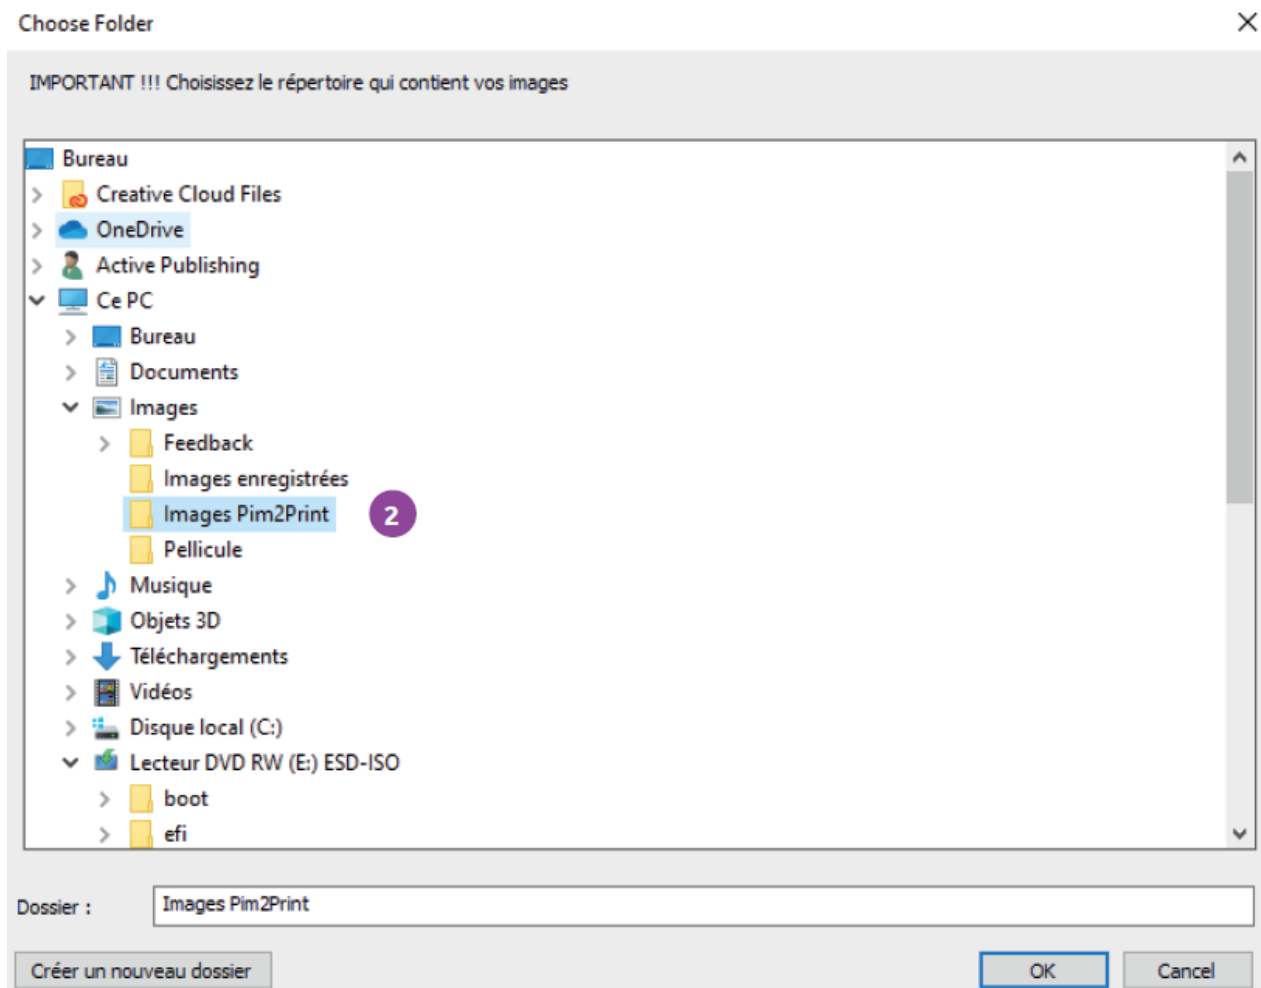 Choose Folder
IMPORTANT !!! Choisissez le répertoire qui contient vos images
Bureau
Creative Cloud Files
OneDrive
Active Publishing
Ce PC
Bureau
Documents
Images
Feedback
Images enregistrées
Images Pim2Print
2
Pellicule
Musique
Objets 3D
Téléchargements
Vidéos
Disque local (C:)
Lecteur DVD RW (E:) ESD-ISO
boot
efi
Dossier : Images Pim2Print
Créer un nouveau dossier OK Cancel